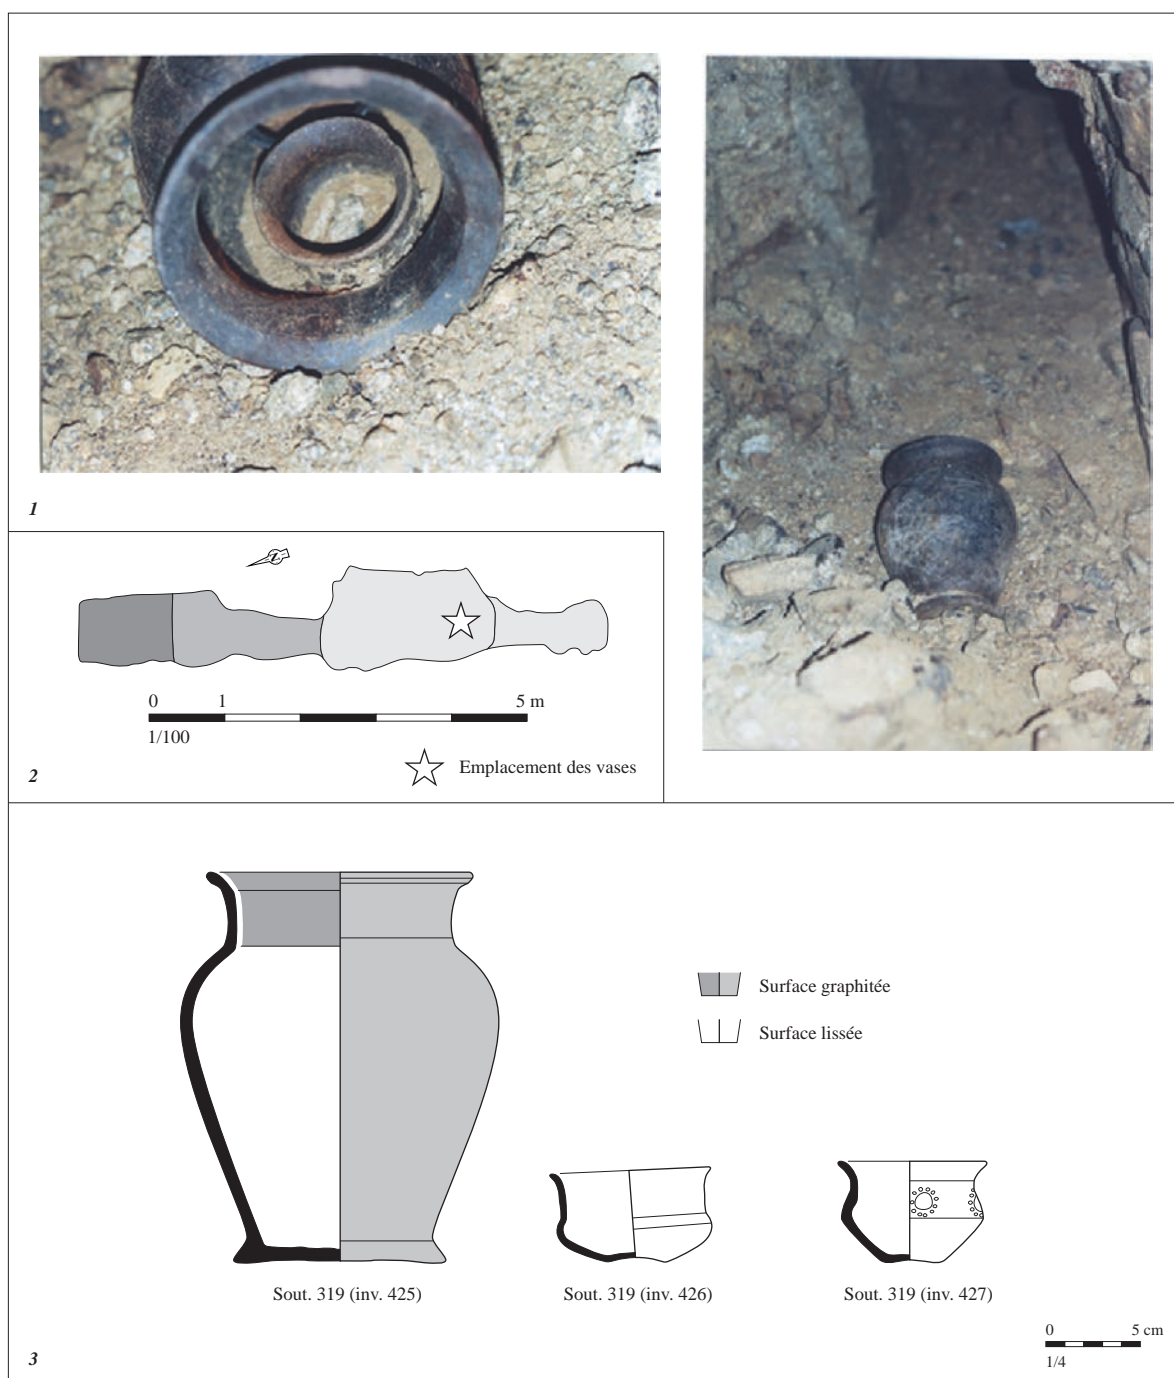 1
0 1 5 m
1/100
2
Emplacement des vases
Surface graphitée
Surface lissée
Sout. 319 (inv. 425)
Sout. 319 (inv. 426)
Sout. 319 (inv. 427)
0 5 cm
1/4
3